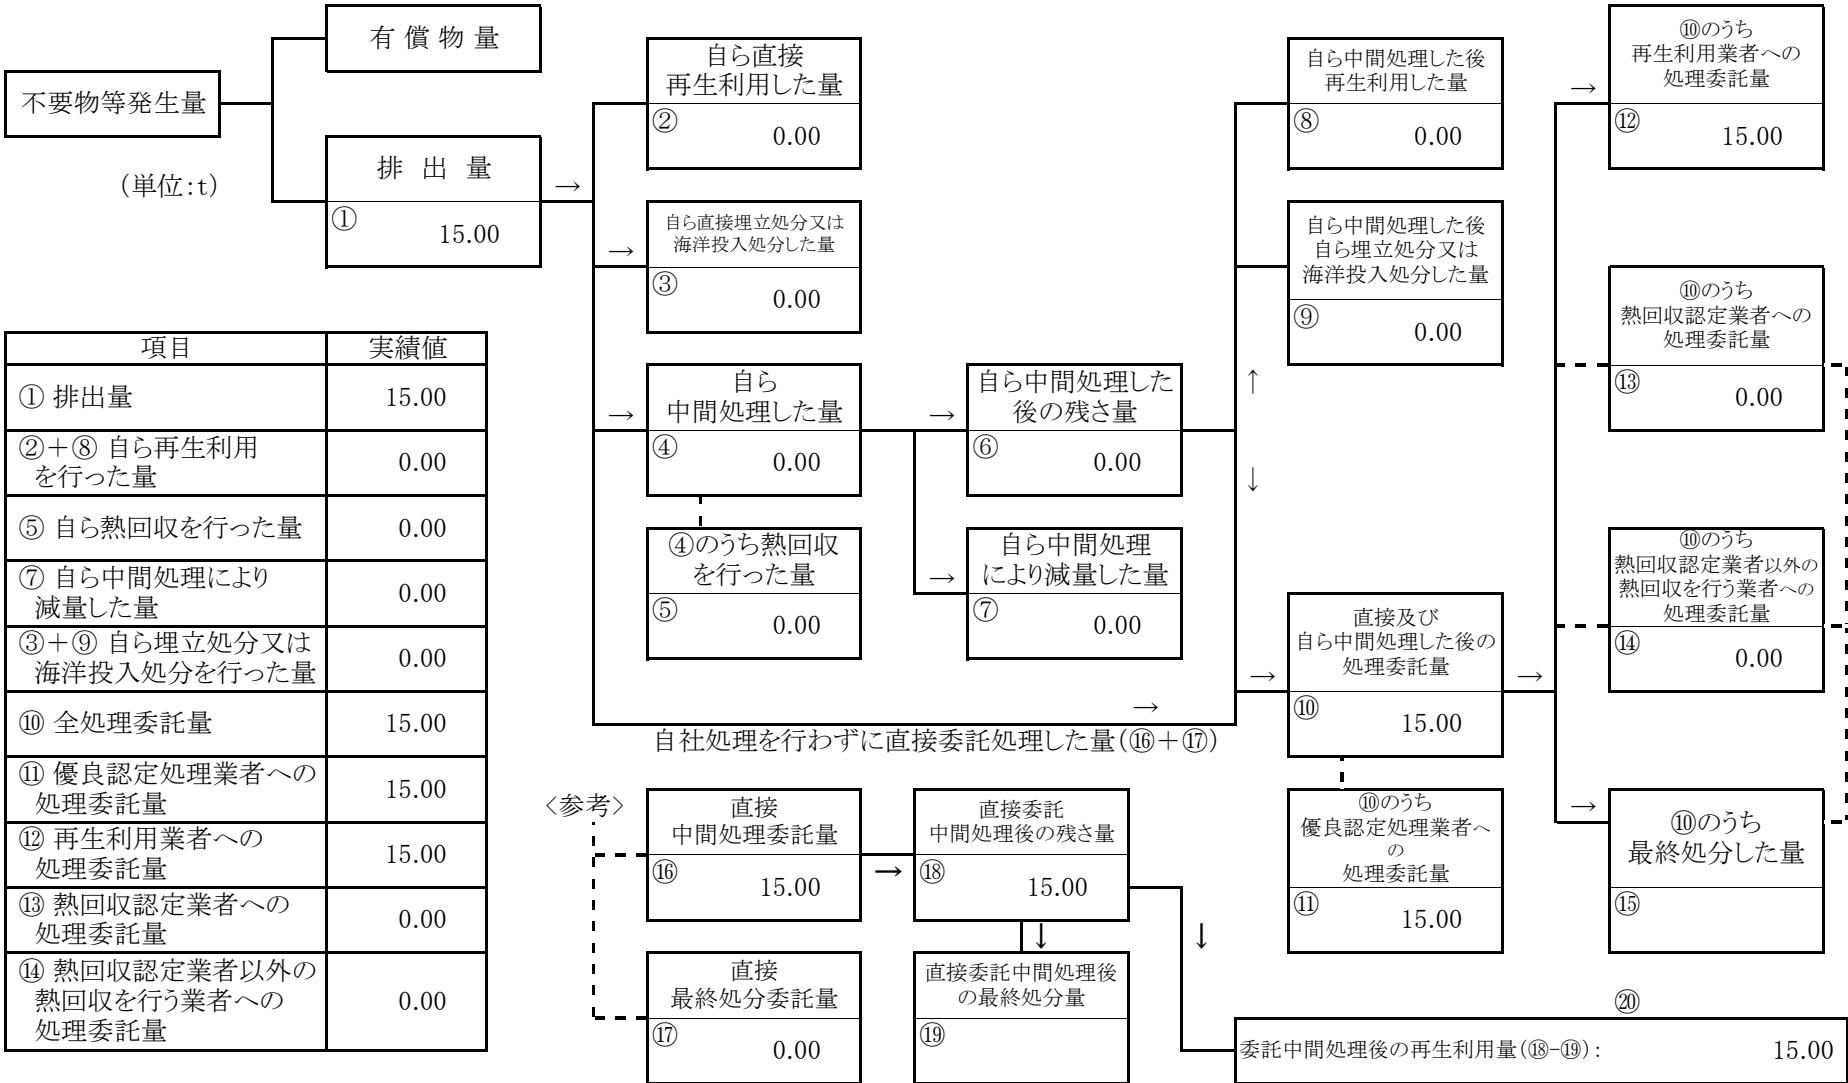 有 償 物 量
不要物等発生量
(単位:t)
排 出 量
①
15.00
→
自ら直接
再生利用した量
②
0.00
→
自ら直接埋立処分又は
海洋投入処分した量
③
0.00
→
自ら
中間処理した量
④
0.00
④のうち熱回収
を行った量
⑤
0.00
→
自ら中間処理した
後の残さ量
⑥
0.00
→
自ら中間処理
により減量した量
⑦
0.00
自ら中間処理した後
再生利用した量
⑧
0.00
自ら中間処理した後
自ら埋立処分又は
海洋投入処分した量
⑨
0.00
↑
↓
→
直接及び
自ら中間処理した後の
処理委託量
⑩
15.00
→
⑩のうち
優良認定処理業者へ
の
処理委託量
⑪
15.00
→
⑩のうち
再生利用業者への
処理委託量
⑫
15.00
⑩のうち
熱回収認定業者への
処理委託量
⑬
0.00
⑩のうち
熱回収認定業者以外の
熱回収を行う業者への
処理委託量
⑭
0.00
→
⑩のうち
最終処分した量
⑮
→
自社処理を行わずに直接委託処理した量(⑯+⑰)
項目 実績値
① 排出量 15.00
②+⑧ 自ら再生利用
を行った量 0.00
⑤ 自ら熱回収を行った量 0.00
⑦ 自ら中間処理により
減量した量 0.00
③+⑨ 自ら埋立処分又は
海洋投入処分を行った量 0.00
⑩ 全処理委託量 15.00
⑪ 優良認定処理業者への
処理委託量 15.00
⑫ 再生利用業者への
処理委託量 15.00
⑬ 熱回収認定業者への
処理委託量 0.00
⑭ 熱回収認定業者以外の
熱回収を行う業者への
処理委託量 0.00
〈参考〉
直接
中間処理委託量
⑯
15.00
→
直接委託
中間処理後の残さ量
⑱
15.00
↓
↓
直接
最終処分委託量
⑰
0.00
直接委託中間処理後
の最終処分量
⑲
⑳
委託中間処理後の再生利用量(⑱-⑲): 15.00